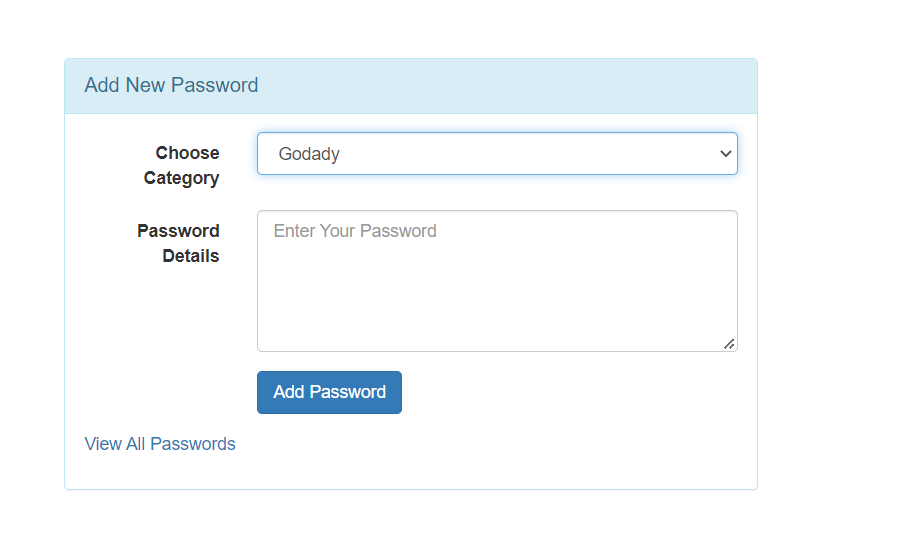 Add New Password
Choose
Category
Godady
Password
Details
Enter Your Password
Add Password
View All Passwords